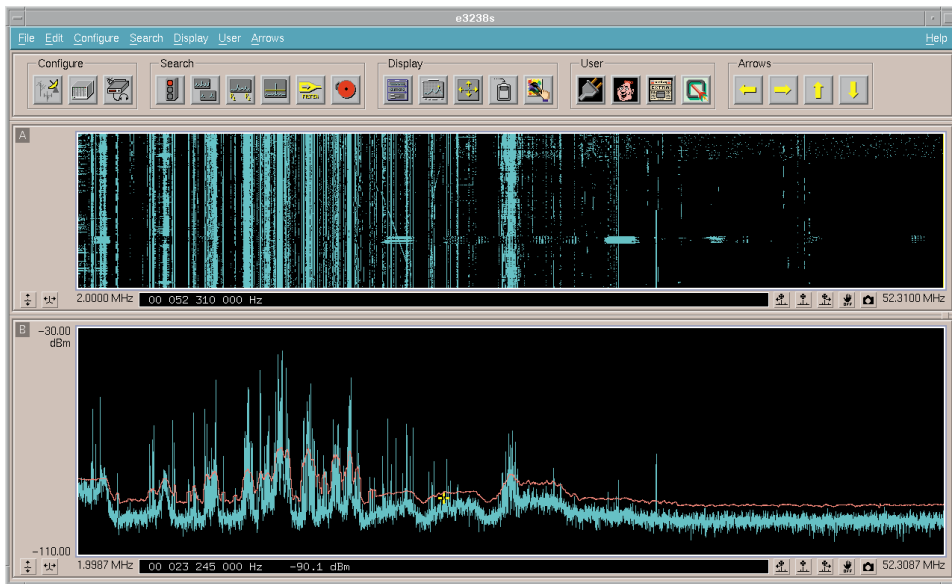 e3238s
File Edit Configure Search Display User Arrows Help
Configure Search Display User Arrows
A
2.0000 MHz 00 052 310 000 Hz 52.3100 MHz
B -30.00
dBm
-110.00
1.9987 MHz 00 023 245 000 Hz -90.1 dBm 52.3087 MHz